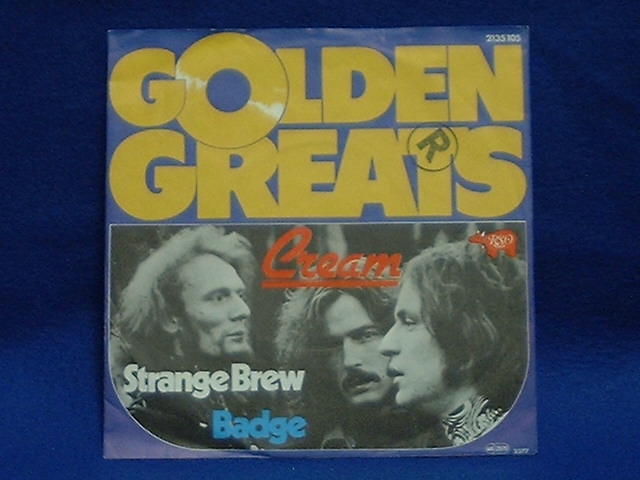 2135 105
GOLDEN
GREATS
R
Cream
RSO
Strange Brew
Badge